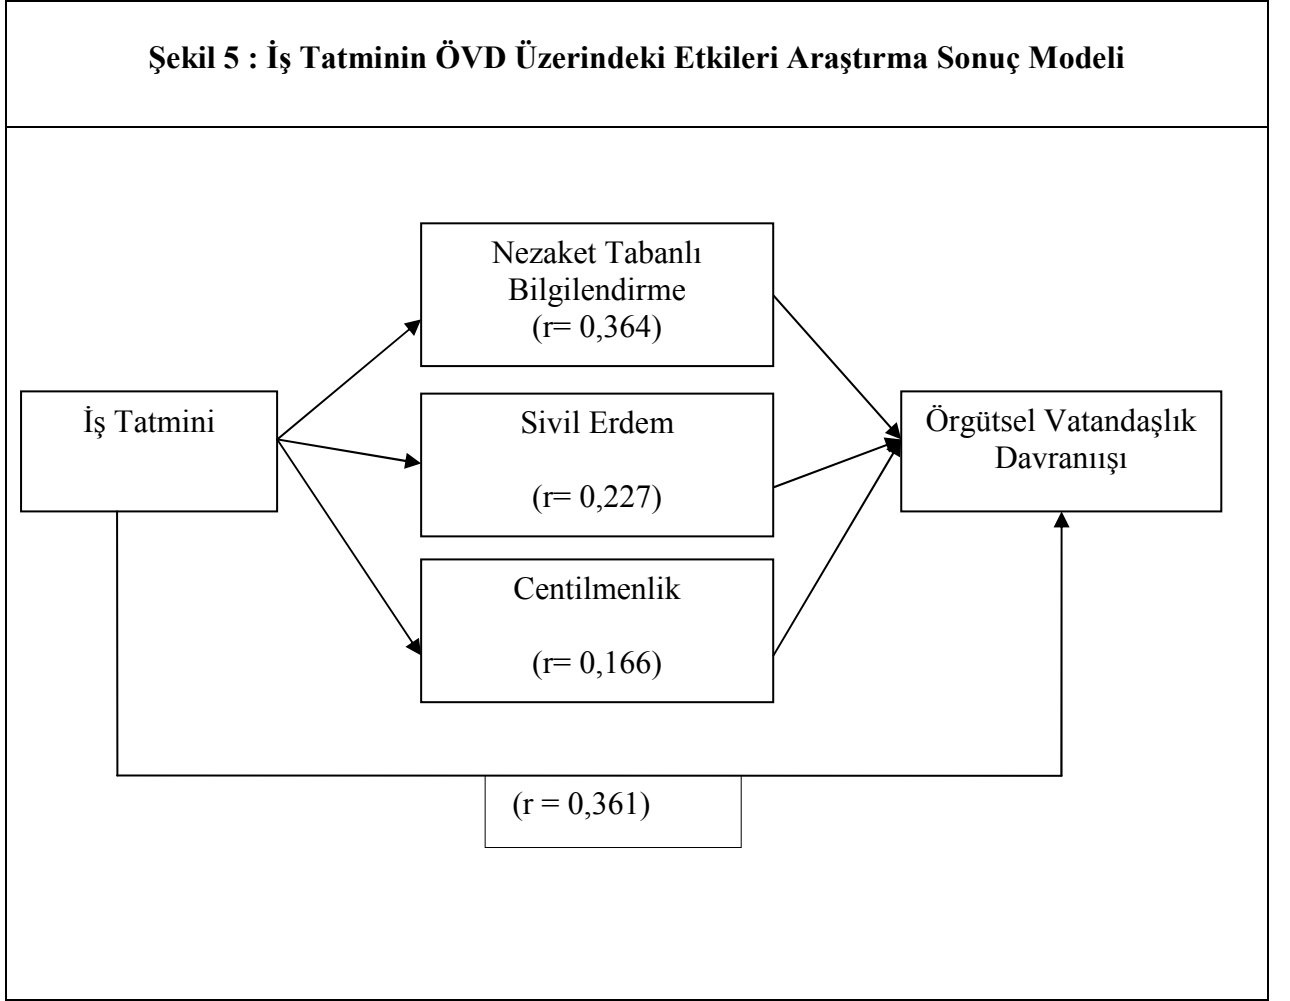 Şekil 5 : İş Tatminin ÖVD Üzerindeki Etkileri Araştırma Sonuç Modeli
Nezaket Tabanlı
Bilgilendirme
(r= 0,364)
İş Tatmini
Sivil Erdem
(r= 0,227)
Örgütsel Vatandaşlık
Davranıışı
Centilmenlik
(r= 0,166)
(r = 0,361)